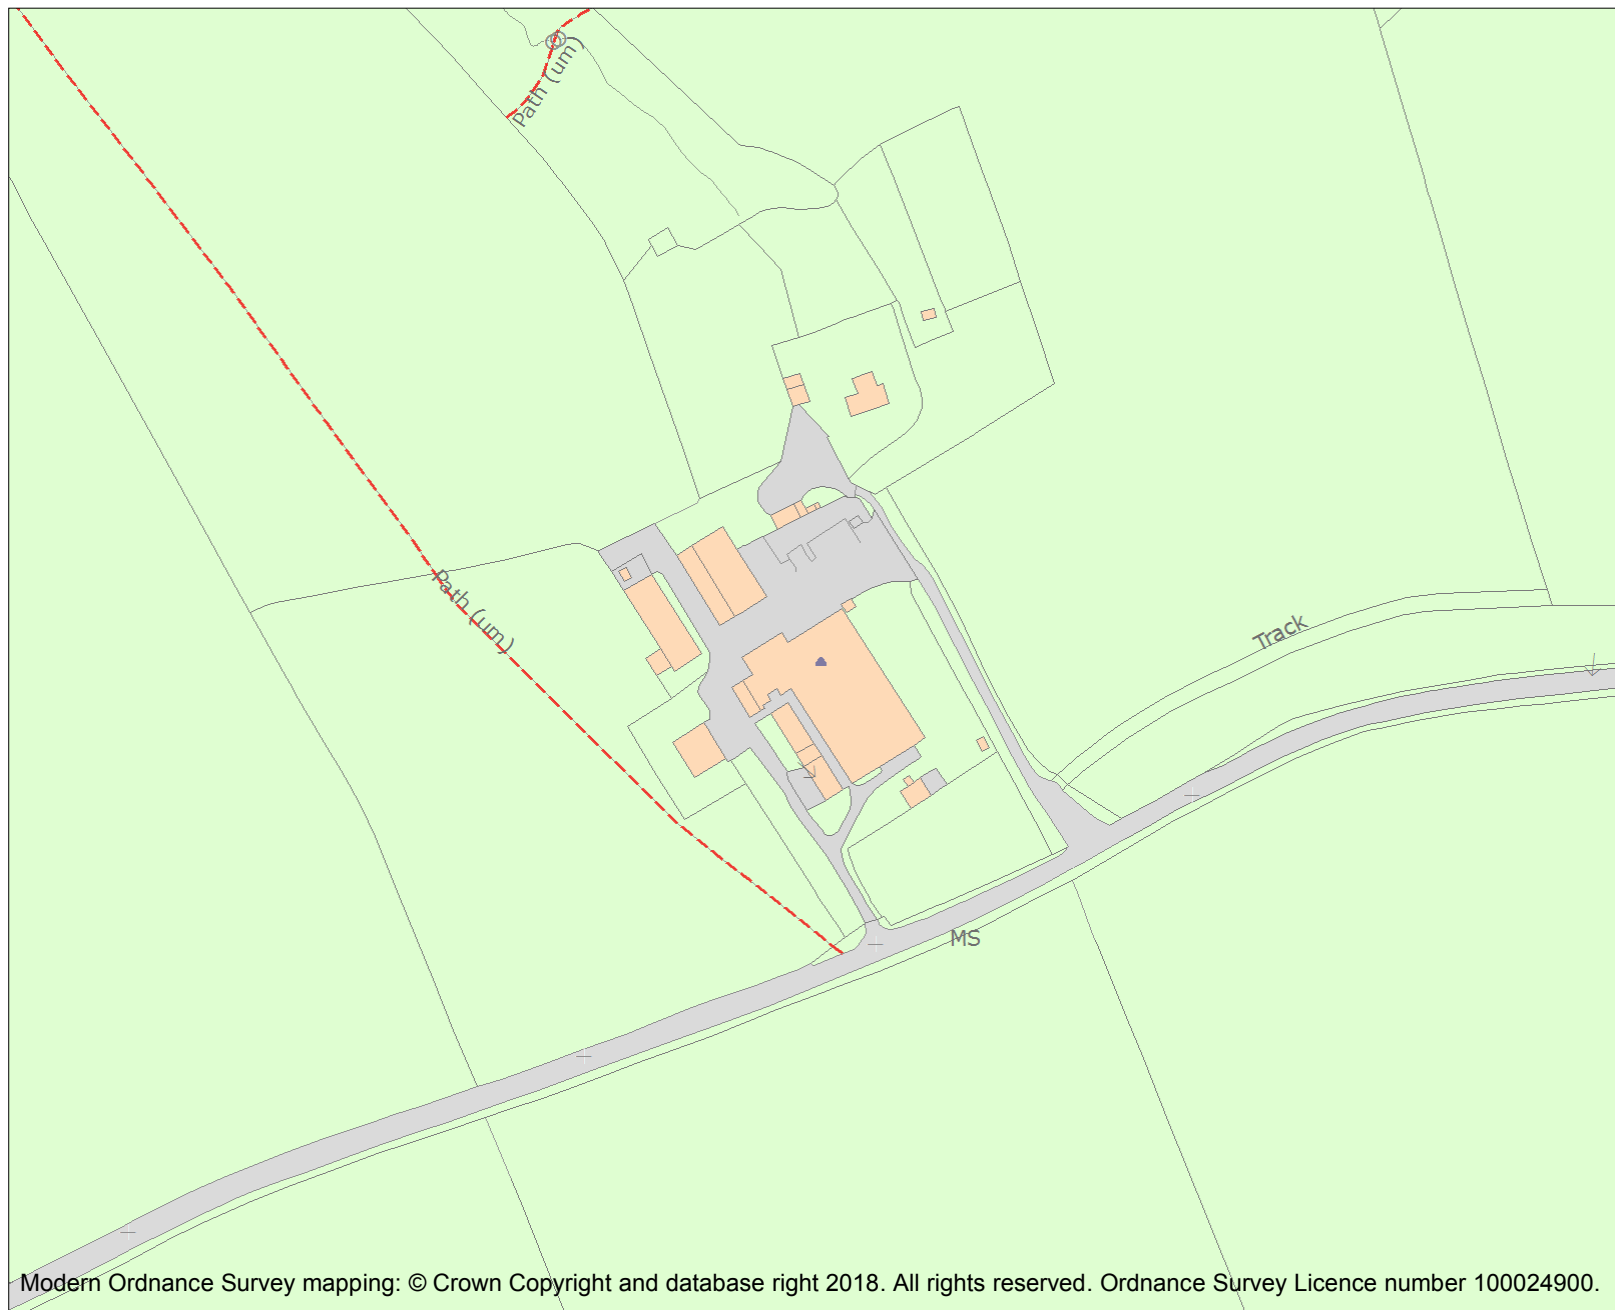 Path (um)
Path (um)
Track
MS
Modern Ordnance Survey mapping: © Crown Copyright and database right 2018. All rights reserved. Ordnance Survey Licence number 100024900.